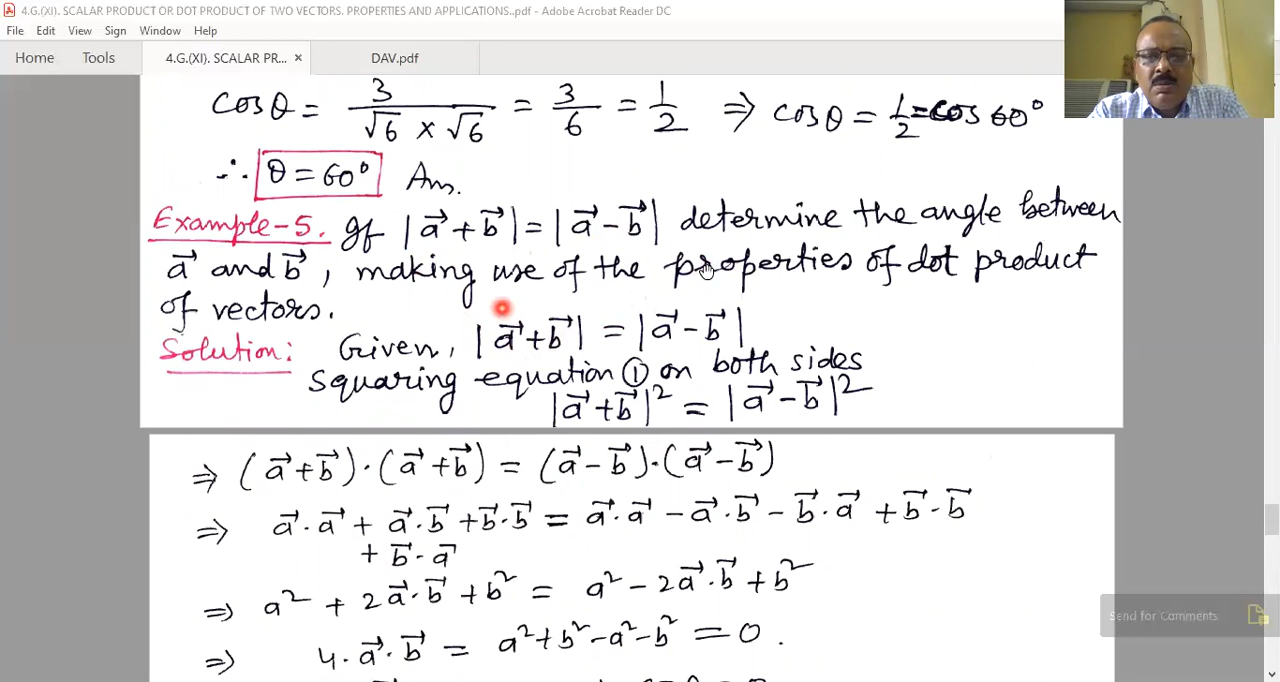 4.G.(XI). SCALAR PRODUCT OR DOT PRODUCT OF TWO VECTORS. PROPERTIES AND APPLICATIONS..pdf - Adobe Acrobat Reader DC
File Edit View Sign Window Help
Home Tools 4.G.(XI). SCALAR PR... × DAV.pdf
cosθ = 3/(√6 × √6) = 3/6 = 1/2 ⇒ cosθ = 1/2 = cos 60°
∴ θ = 60° Ans.
Example-5. If |a⃗ + b⃗| = |a⃗ - b⃗| determine the angle between
a⃗ and b⃗, making use of the properties of dot product
of vectors.
Solution: Given, |a⃗ + b⃗| = |a⃗ - b⃗|
Squaring equation ① on both sides
|a⃗ + b⃗|² = |a⃗ - b⃗|²
⇒ (a⃗ + b⃗)·(a⃗ + b⃗) = (a⃗ - b⃗)·(a⃗ - b⃗)
⇒ a⃗·a⃗ + a⃗·b⃗ + b⃗·b⃗ = a⃗·a⃗ - a⃗·b⃗ - b⃗·a⃗ + b⃗·b⃗
+ b⃗·a⃗
⇒ a² + 2a⃗·b⃗ + b² = a² - 2a⃗·b⃗ + b²
⇒ 4·a⃗·b⃗ = a² + b² - a² - b² = 0.
Send for Comments